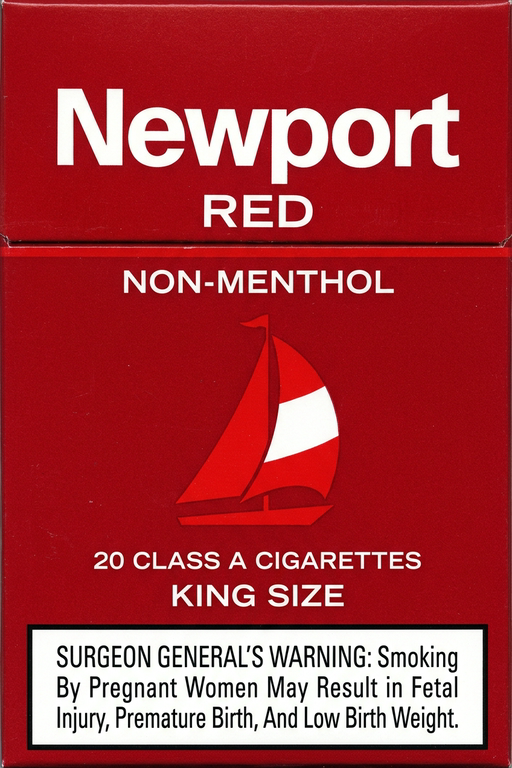 Newport
RED
NON-MENTHOL
20 CLASS A CIGARETTES
KING SIZE
SURGEON GENERAL'S WARNING: Smoking
By Pregnant Women May Result in Fetal
Injury, Premature Birth, And Low Birth Weight.